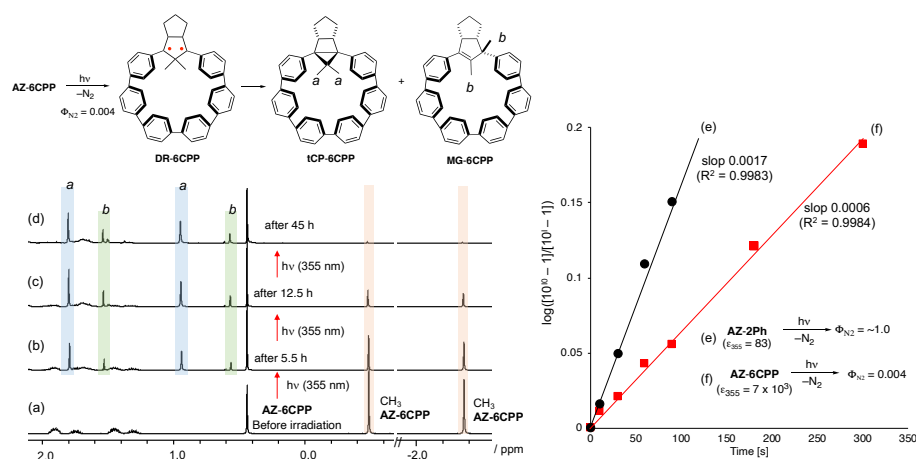 AZ-6CPP
hν
–N2
ΦN2 = 0.004
a a
+
b
b
DR-6CPP
tCP-6CPP
MG-6CPP
a
b
a
b
(d)
after 45 h
hν (355 nm)
(c)
after 12.5 h
hν (355 nm)
(b)
after 5.5 h
hν (355 nm)
(a)
AZ-6CPP
Before irradiation
CH3
AZ-6CPP
CH3
AZ-6CPP
2.0
1.0
0.0
//
-2.0
/ ppm
log([10^I0 – 1]/[10^I – 1]
0.2
0.15
0.1
0.05
0
0
50
100
150
200
250
300
350
Time [s]
(e)
slop 0.0017
(R2 = 0.9983)
(f)
slop 0.0006
(R2 = 0.9984)
(e) AZ-2Ph
(ε355 = 83)
hν
–N2
ΦN2 = ~1.0
(f) AZ-6CPP
(ε355 = 7 x 10^3)
hν
–N2
ΦN2 = 0.004